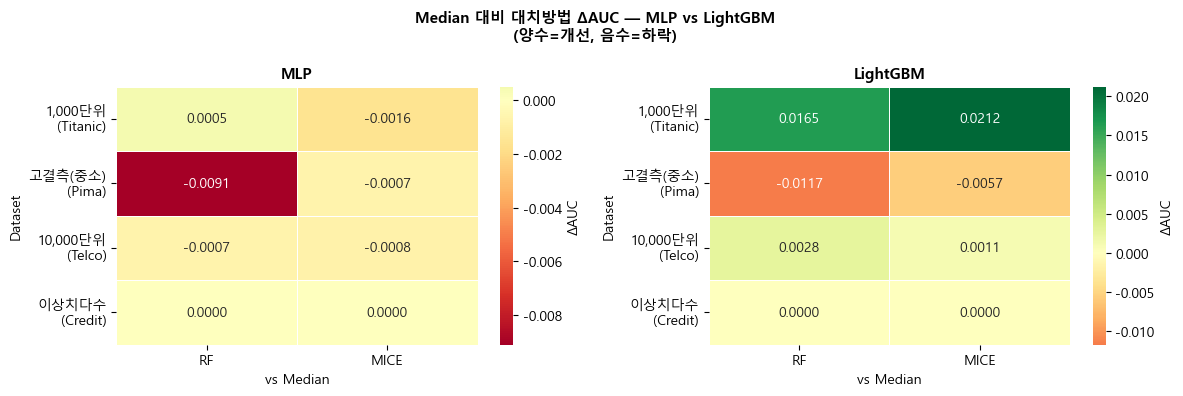 Median 대비 대치방법 ΔAUC — MLP vs LightGBM
(양수=개선, 음수=하락)
MLP
Dataset
1,000단위
(Titanic)
0.0005
-0.0016
고결측(중소)
(Pima)
-0.0091
-0.0007
10,000단위
(Telco)
-0.0007
-0.0008
이상치다수
(Credit)
0.0000
0.0000
RF
MICE
vs Median
0.000
-0.002
-0.004
-0.006
-0.008
ΔAUC
LightGBM
Dataset
1,000단위
(Titanic)
0.0165
0.0212
고결측(중소)
(Pima)
-0.0117
-0.0057
10,000단위
(Telco)
0.0028
0.0011
이상치다수
(Credit)
0.0000
0.0000
RF
MICE
vs Median
0.020
0.015
0.010
0.005
0.000
-0.005
-0.010
ΔAUC